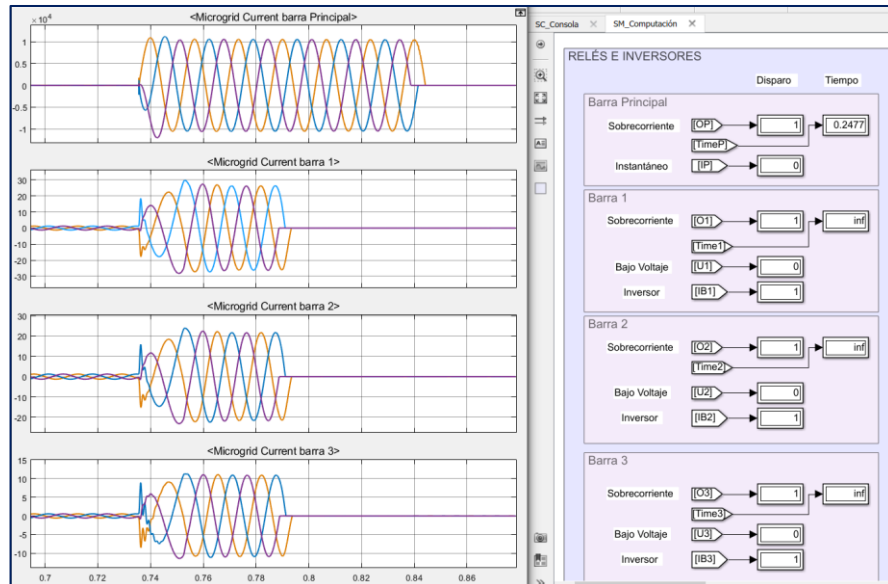 <Microgrid Current barra Principal>
×10⁴
1
0.5
0
-0.5
-1
<Microgrid Current barra 1>
30
20
10
0
-10
-20
-30
<Microgrid Current barra 2>
30
20
10
0
-10
-20
<Microgrid Current barra 3>
15
10
5
0
-5
-10
0.7 0.72 0.74 0.76 0.78 0.8 0.82 0.84 0.86
SC_Consola × SM_Computación ×
RELÉS E INVERSORES
Disparo Tiempo
Barra Principal
Sobrecorriente [OP] 1 0.2477
[TimeP]
Instantáneo [IP] 0
Barra 1
Sobrecorriente [O1] 1 inf
[Time1]
Bajo Voltaje [U1] 0
Inversor [IB1] 1
Barra 2
Sobrecorriente [O2] 1 inf
[Time2]
Bajo Voltaje [U2] 0
Inversor [IB2] 1
Barra 3
Sobrecorriente [O3] 1 inf
[Time3]
Bajo Voltaje [U3] 0
Inversor [IB3] 1